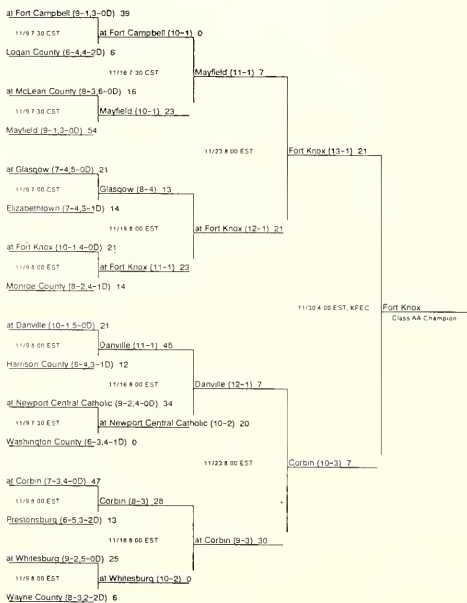 at Fort Campbell (9-1,3-0D) 39
11/9 7:30 CST
at Fort Campbell (10-1) 0
Logan County (6-4,4-2D) 6
11/16 7:30 CST
Mayfield (11-1) 7
at McLean County (8-3,6-0D) 16
11/9 7:30 CST
Mayfield (10-1) 23
Mayfield (9-1,3-0D) 54
11/23 8:00 EST
Fort Knox (13-1) 21
at Glasgow (7-4,5-0D) 21
11/9 7:00 CST
Glasgow (8-4) 13
Elizabethtown (7-4,3-1D) 14
11/16 8:00 EST
at Fort Knox (12-1) 21
at Fort Knox (10-1 4-0D) 21
11/9 8:00 EST
at Fort Knox (11-1) 23
Monroe County (8-2,4-1D) 14
11/30 4:00 EST, KFEC
Fort Knox
Class AA Champion
at Danville (10-1,5-0D) 21
11/9 8:00 EST
Danville (11-1) 45
Harrison County (6-4,3-1D) 12
11/16 8:00 EST
Danville (12-1) 7
at Newport Central Catholic (9-2,4-0D) 34
11/9 7:30 EST
at Newport Central Catholic (10-2) 20
Washington County (6-3,4-1D) 0
11/23 8:00 EST
Corbin (10-3) 7
at Corbin (7-3,4-0D) 47
11/9 8:00 EST
Corbin (8-3) 28
Prestonsburg (6-5,3-2D) 13
11/16 8:00 EST
at Corbin (9-3) 30
at Whitesburg (9-2,5-0D) 25
11/9 8:00 EST
at Whitesburg (10-2) 0
Wayne County (8-3,2-2D) 6